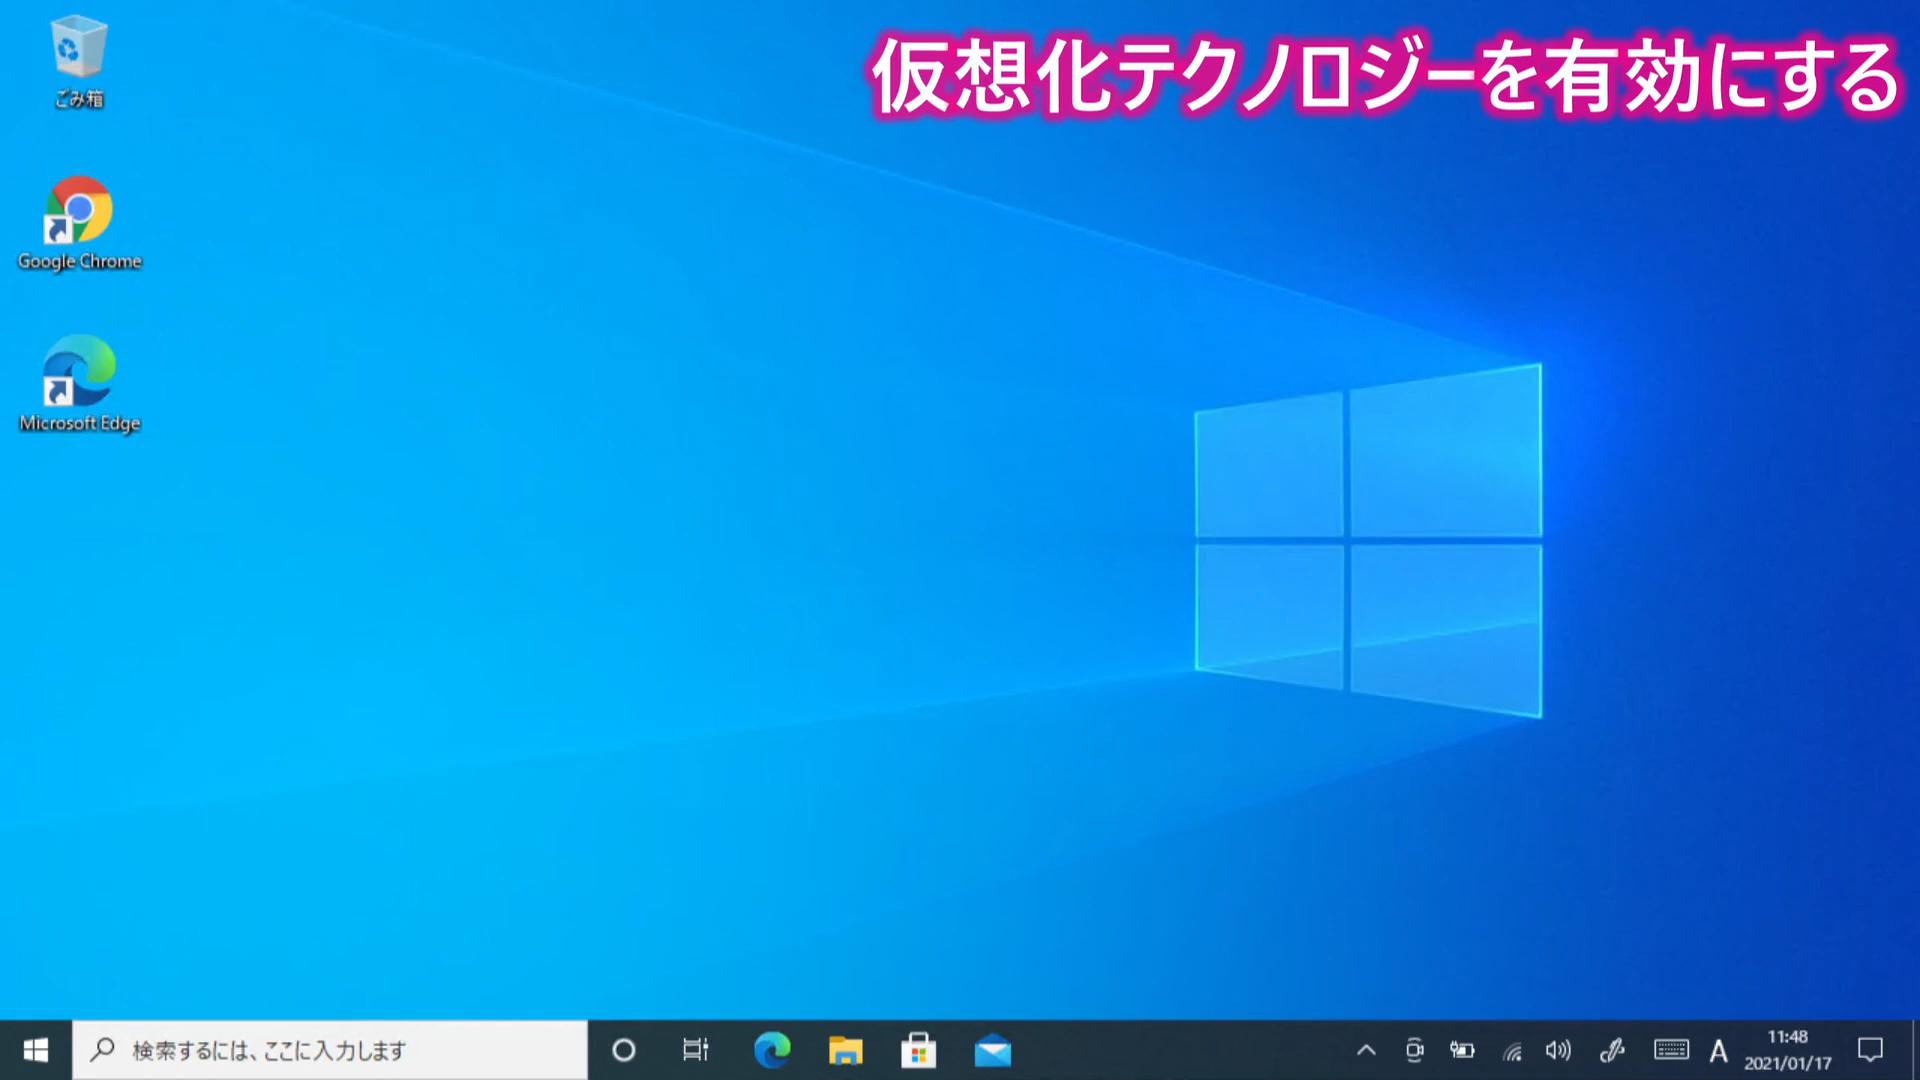 仮想化テクノロジーを有効にする
ごみ箱
Google Chrome
Microsoft Edge
検索するには、ここに入力します
A
11:48
2021/01/17